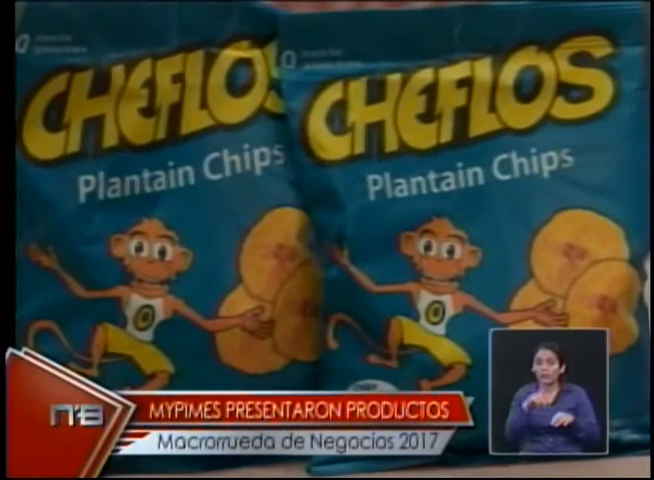 CHEFLOS
Plantain Chips
CHEFLOS
Plantain Chips
MYPIMES PRESENTARON PRODUCTOS
Macrorrueda de Negocios 2017